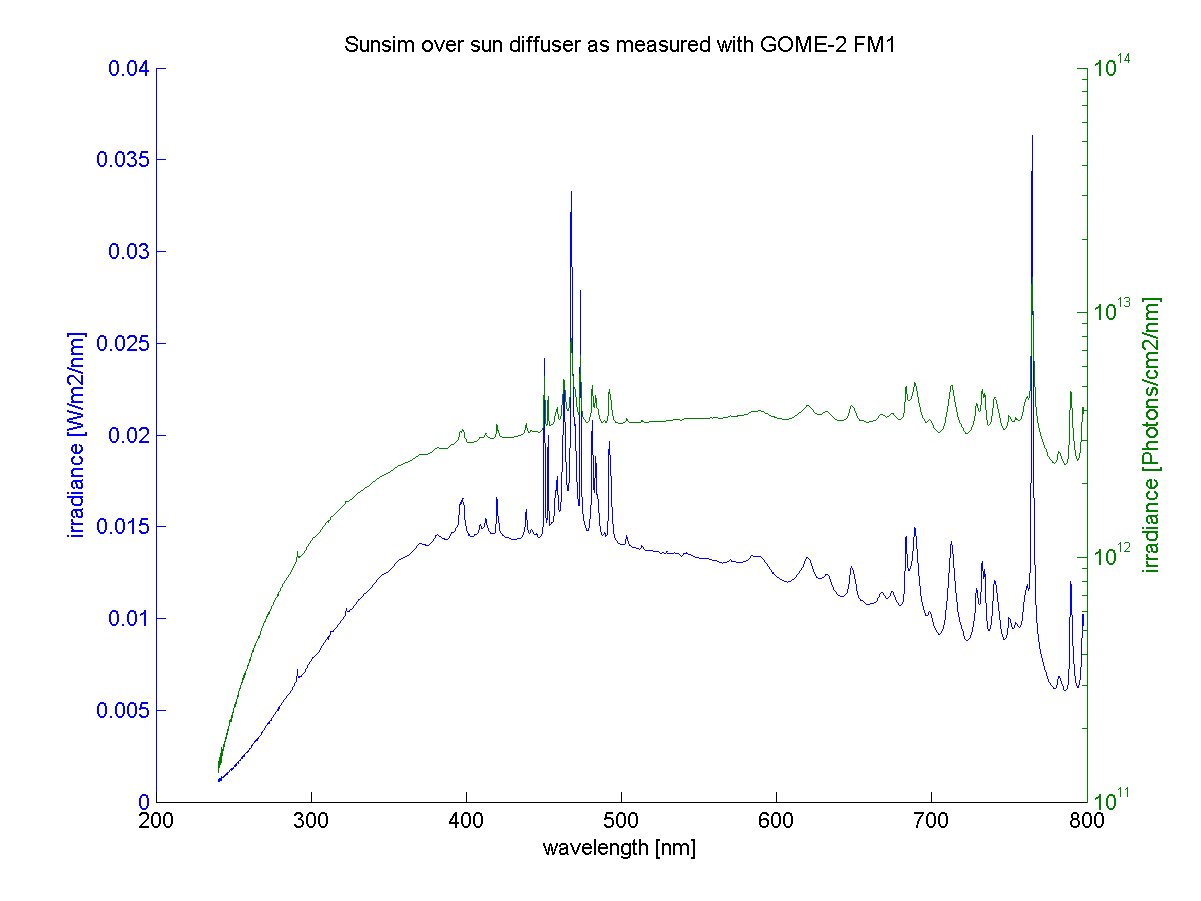 Sunsim over sun diffuser as measured with GOME-2 FM1
0.04
0.035
0.03
0.025
0.02
0.015
0.01
0.005
0
irradiance [W/m2/nm]
10^14
10^13
10^12
10^11
irradiance [Photons/cm2/nm]
200 300 400 500 600 700 800
wavelength [nm]